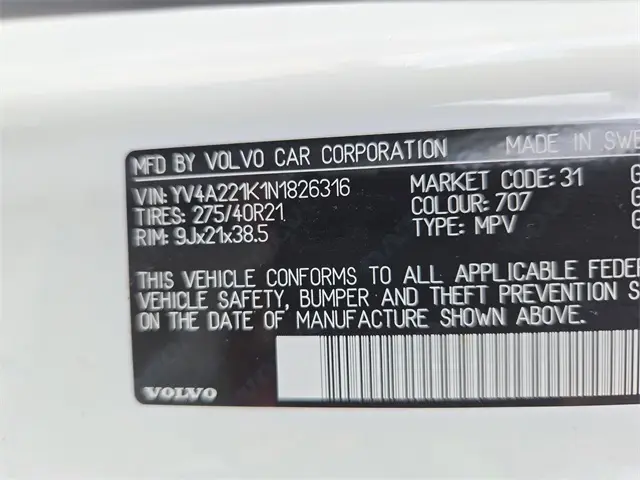 MFD BY VOLVO CAR CORPORATION MADE IN
VIN: YV4A221K1N1826316 MARKET CODE: 31
TIRES: 275/40R21 COLOUR: 707
RIM: 9Jx21x38.5 TYPE: MPV
THIS VEHICLE CONFORMS TO ALL APPLICABLE
VEHICLE SAFETY, BUMPER AND THEFT PREVENTION
ON THE DATE OF MANUFACTURE SHOWN ABOVE.
VOLVO